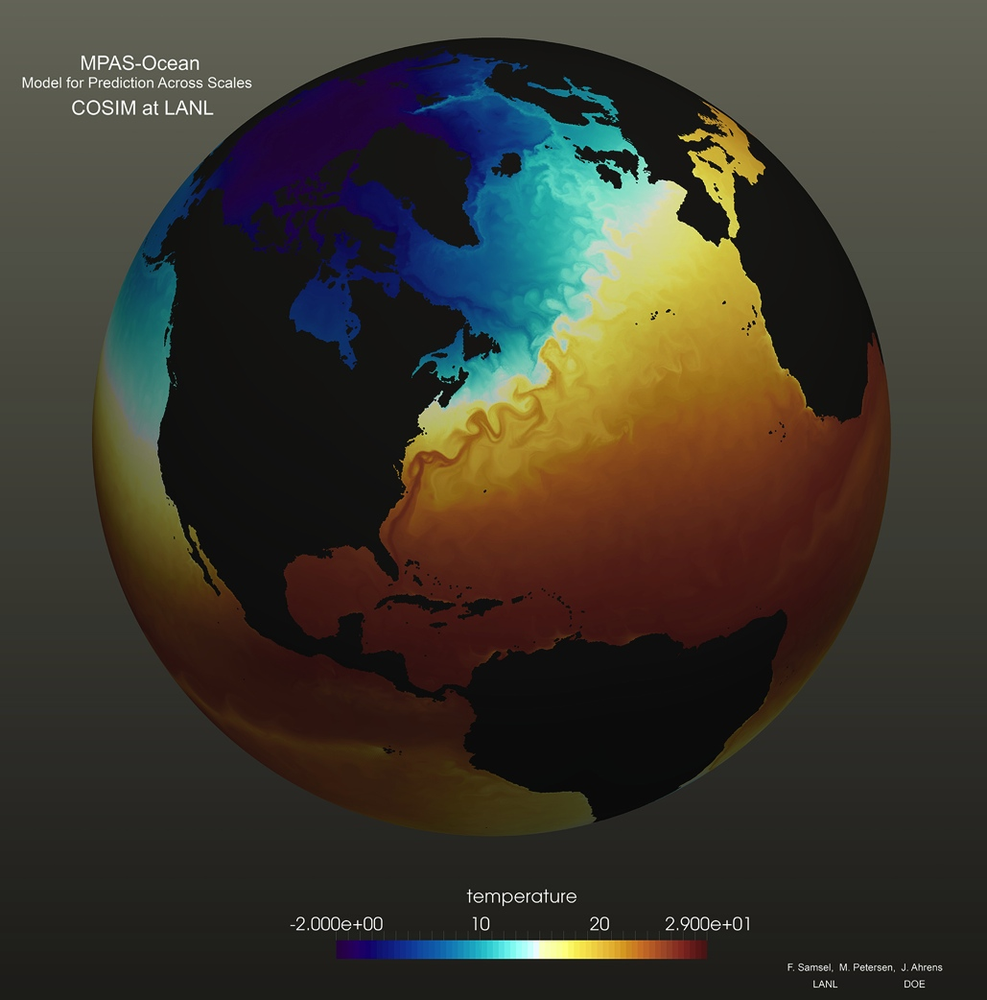 MPAS-Ocean
Model for Prediction Across Scales
COSIM at LANL
temperature
-2.000e+00 10 20 2.900e+01
F. Samsel, M. Petersen, J. Ahrens
LANL DOE